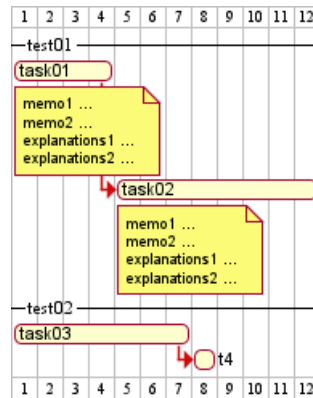 1 2 3 4 5 6 7 8 9 10 11 12
test01
task01
memo1 ...
memo2 ...
explanations1 ...
explanations2 ...
task02
memo1 ...
memo2 ...
explanations1 ...
explanations2 ...
test02
task03
t4
1 2 3 4 5 6 7 8 9 10 11 12